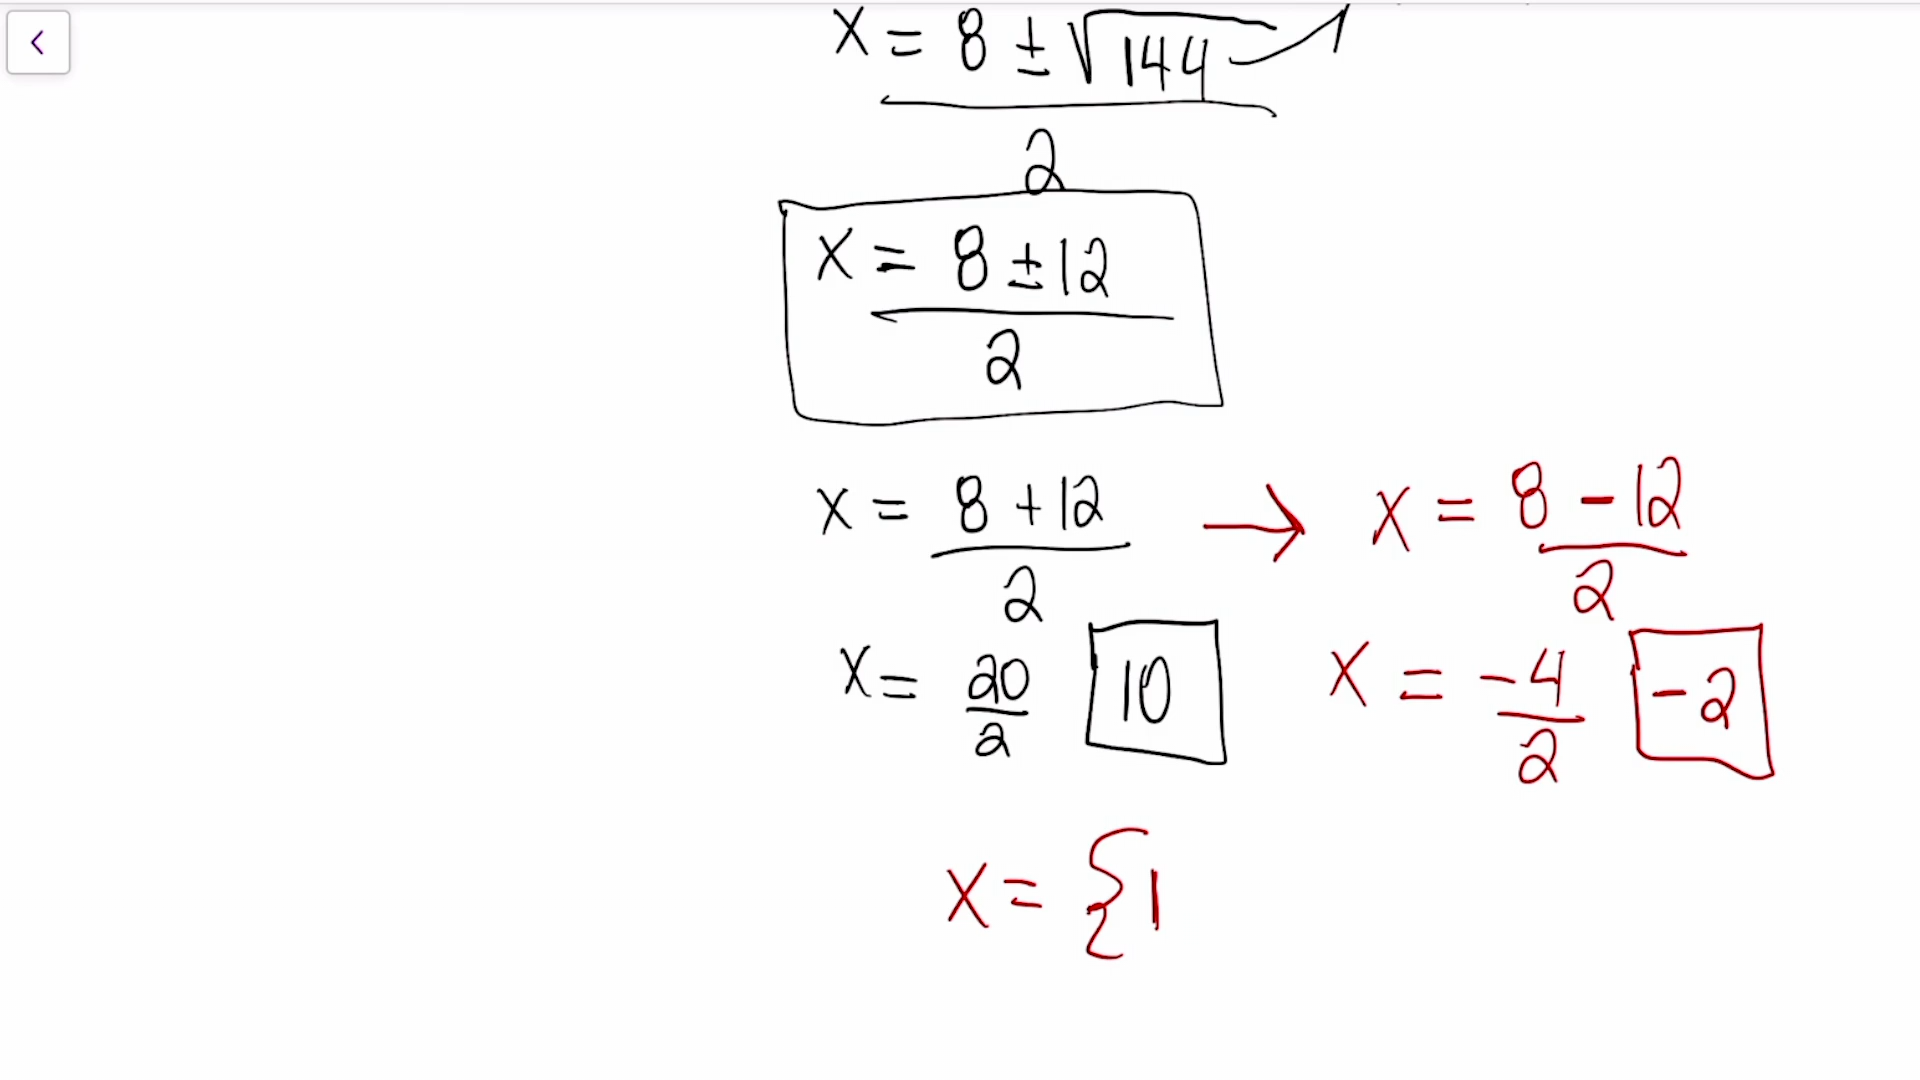 x = 8 ± √144
2
x = 8 ± 12
2
x = 8 + 12 → x = 8 - 12
2 2
x = 20/2 10 x = -4/2 -2
x = { 1